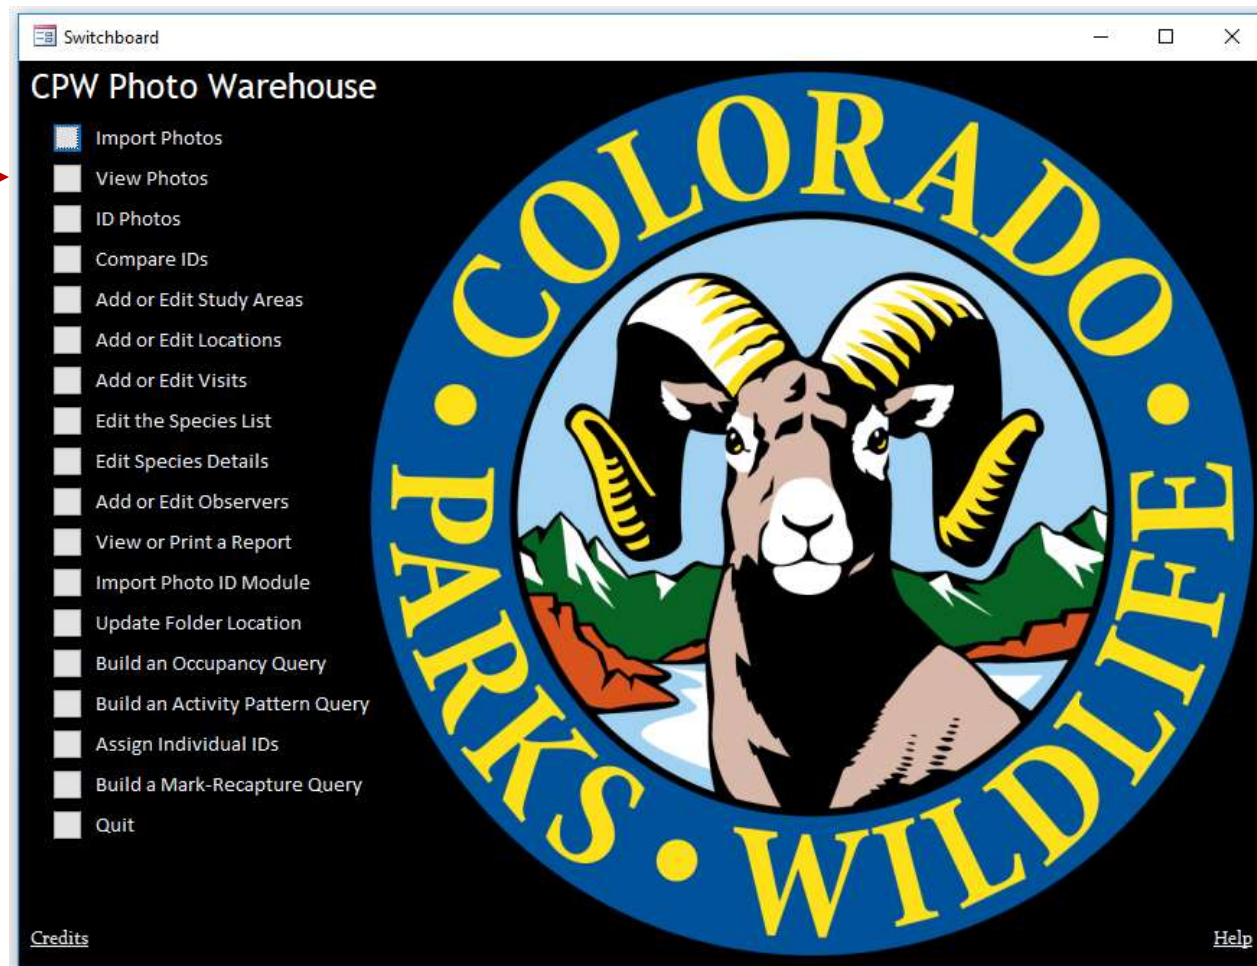 Switchboard
CPW Photo Warehouse
Import Photos
View Photos
ID Photos
Compare IDs
Add or Edit Study Areas
Add or Edit Locations
Add or Edit Visits
Edit the Species List
Edit Species Details
Add or Edit Observers
View or Print a Report
Import Photo ID Module
Update Folder Location
Build an Occupancy Query
Build an Activity Pattern Query
Assign Individual IDs
Build a Mark-Recapture Query
Quit
COLORADO
PARKS • WILDLIFE
Credits
Help